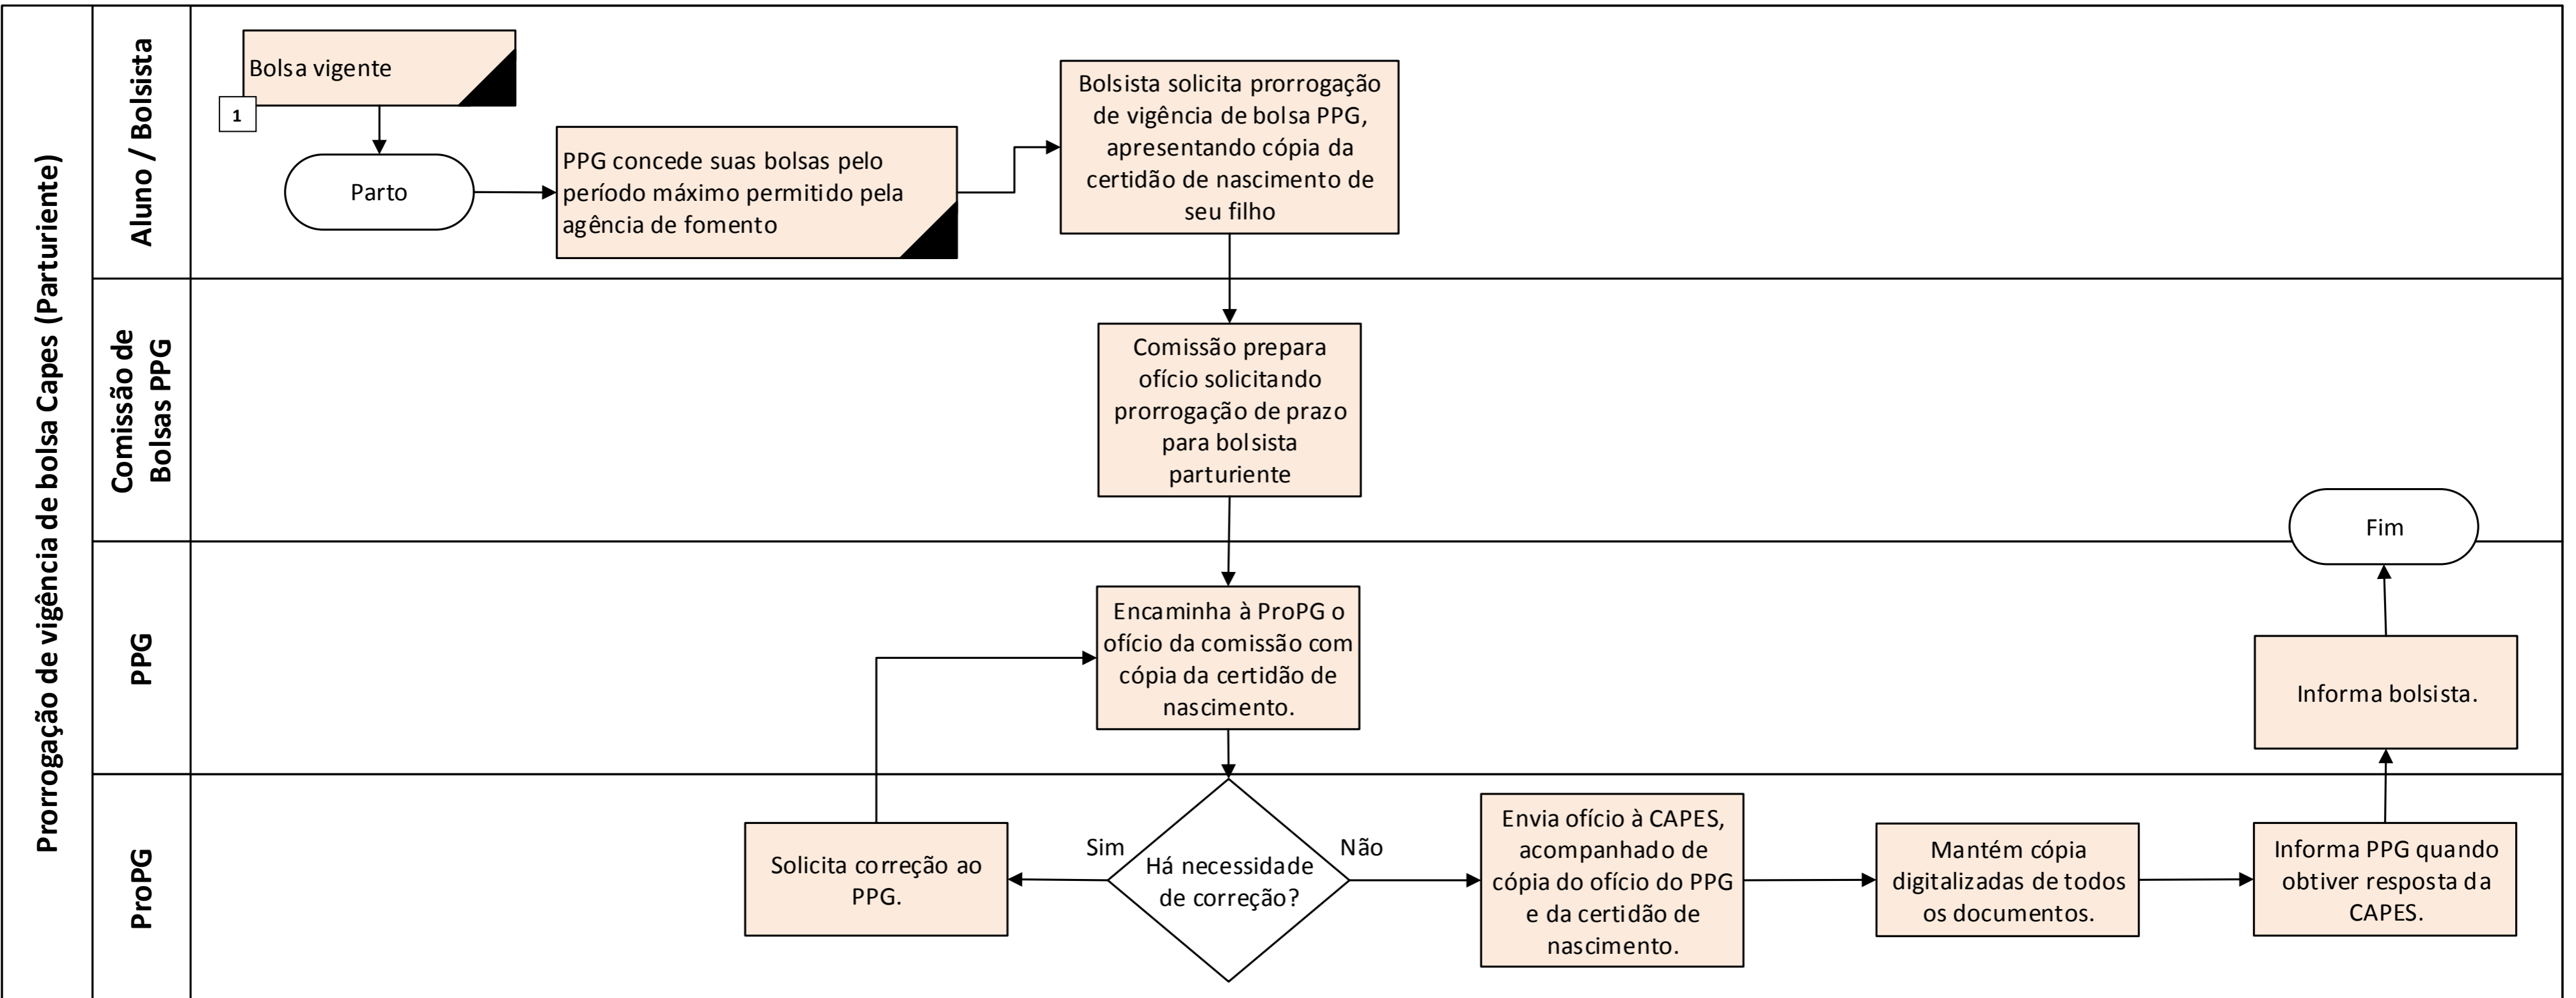 Prorrogação de vigência de bolsa Capes (Parturiente)
Aluno / Bolsista
Bolsa vigente
1
Parto
PPG concede suas bolsas pelo
período máximo permitido pela
agência de fomento
Bolsista solicita prorrogação
de vigência de bolsa PPG,
apresentando cópia da
certidão de nascimento de
seu filho
Comissão de
Bolsas PPG
Comissão prepara
ofício solicitando
prorrogação de prazo
para bolsista
parturiente
Fim
PPG
Encaminha à ProPG o
ofício da comissão com
cópia da certidão de
nascimento.
Informa bolsista.
ProPG
Solicita correção ao
PPG.
Sim
Há necessidade
de correção?
Não
Envia ofício à CAPES,
acompanhado de
cópia do ofício do PPG
e da certidão de
nascimento.
Mantém cópia
digitalizadas de todos
os documentos.
Informa PPG quando
obtiver resposta da
CAPES.